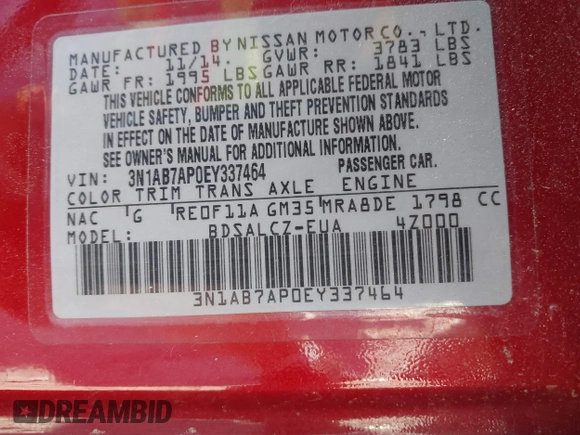 MANUFACTURED BY NISSAN MOTOR CO., LTD.
DATE: 11/14. GVWR: 3783 LBS
GAWR FR: 1995 LBS GAWR RR: 1841 LBS
THIS VEHICLE CONFORMS TO ALL APPLICABLE FEDERAL MOTOR
VEHICLE SAFETY, BUMPER AND THEFT PREVENTION STANDARDS
IN EFFECT ON THE DATE OF MANUFACTURE SHOWN ABOVE.
SEE OWNER'S MANUAL FOR ADDITIONAL INFORMATION.
VIN: 3N1AB7AP0EY337464 PASSENGER CAR.
COLOR TRIM TRANS AXLE ENGINE
NAC G RE0F11A GM35 MRA8DE 1798 CC
MODEL: BDSALCZ-EUA 4Z000
3N1AB7AP0EY337464
DREAMBID